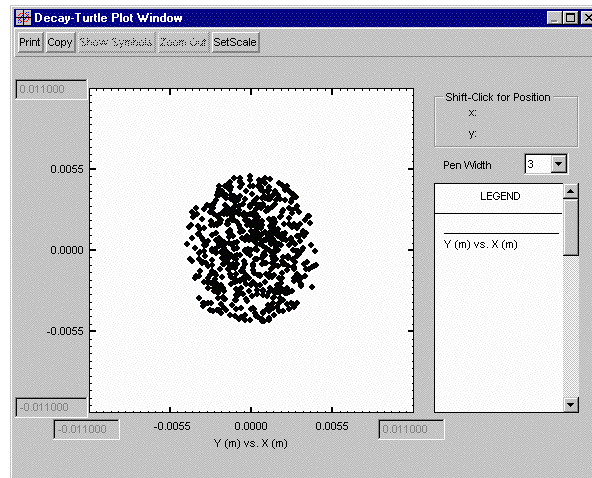 Decay-Turtle Plot Window
Print Copy Show Symbols Zoom Out SetScale
0.011000
Shift-Click for Position
x:
y:
0.0055
Pen Width 3
LEGEND
0.0000
Y (m) vs. X (m)
-0.0055
-0.011000
-0.011000 -0.0055 0.0000 0.0055 0.011000
Y (m) vs. X (m)